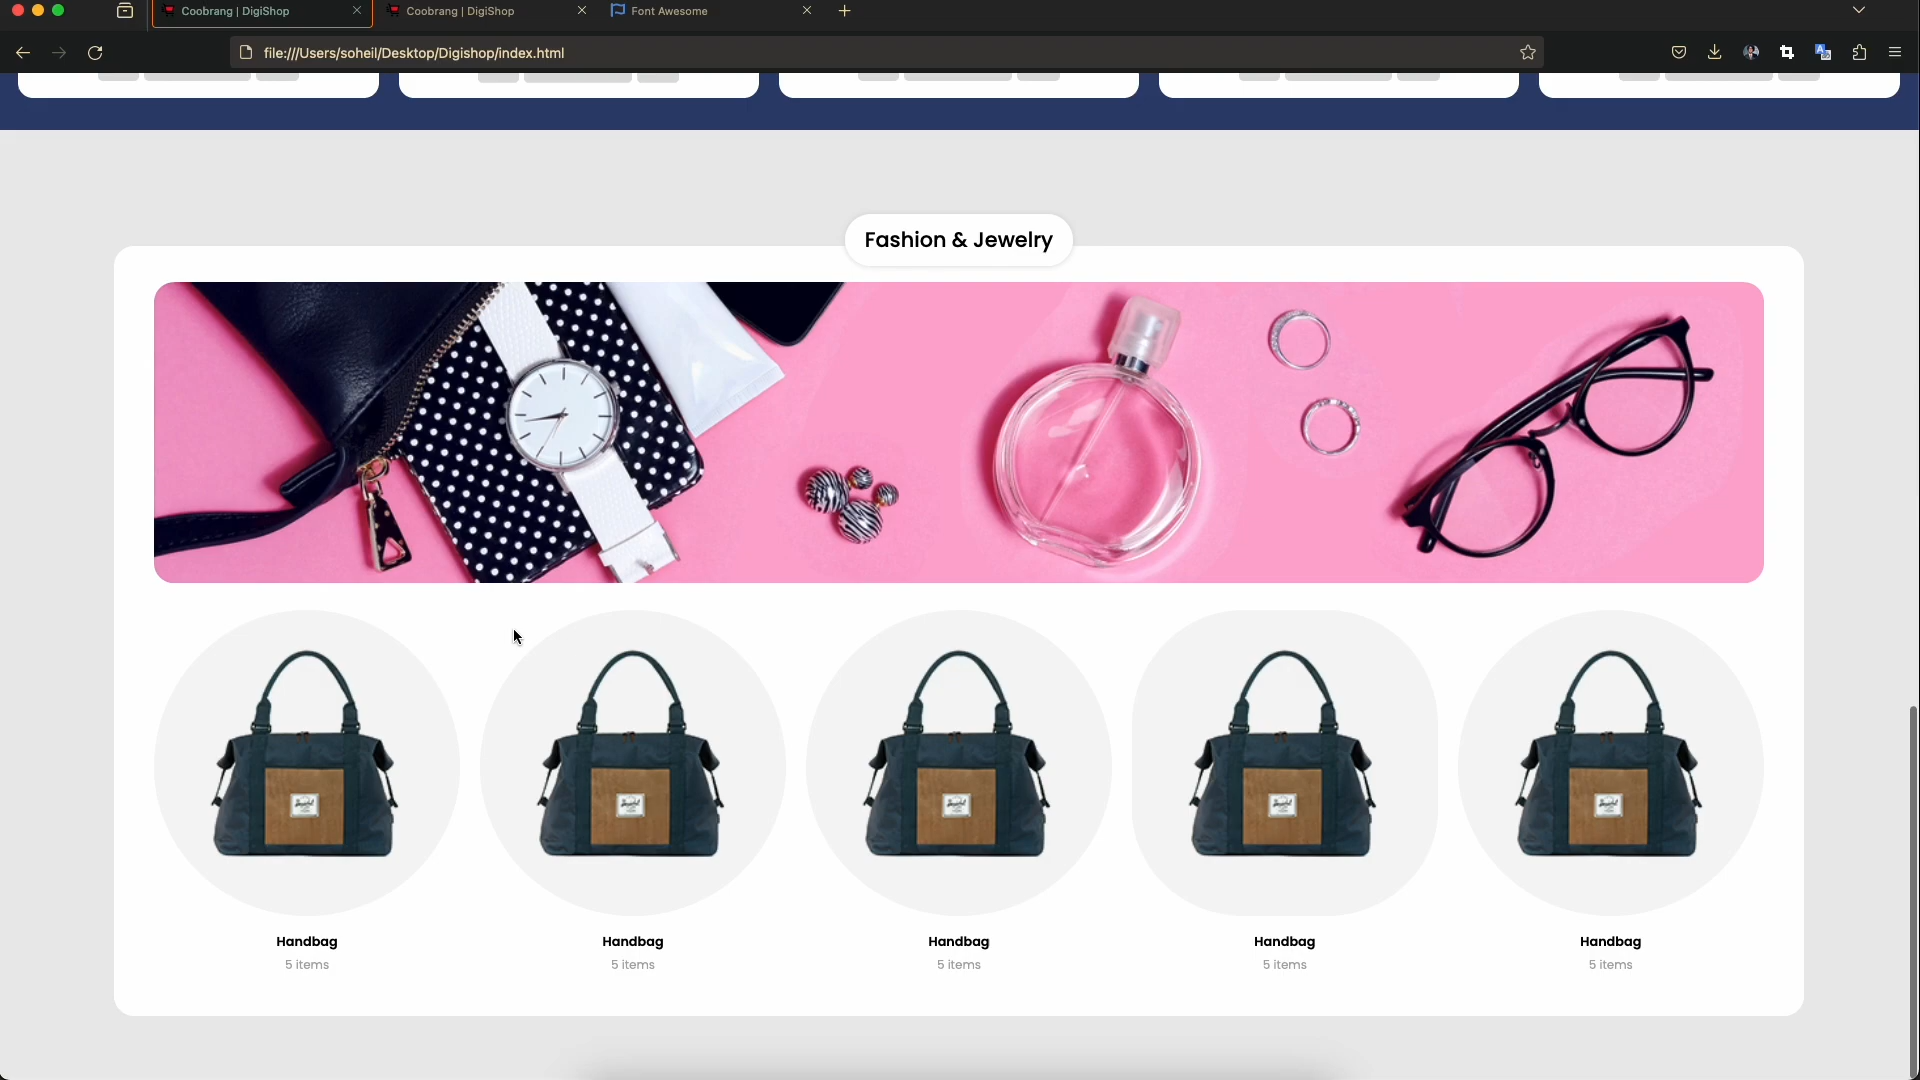 Coobrang | DigiShop
Coobrang | DigiShop
Font Awesome
file:///Users/soheil/Desktop/Digishop/index.html
Fashion & Jewelry
Handbag
5 items
Handbag
5 items
Handbag
5 items
Handbag
5 items
Handbag
5 items